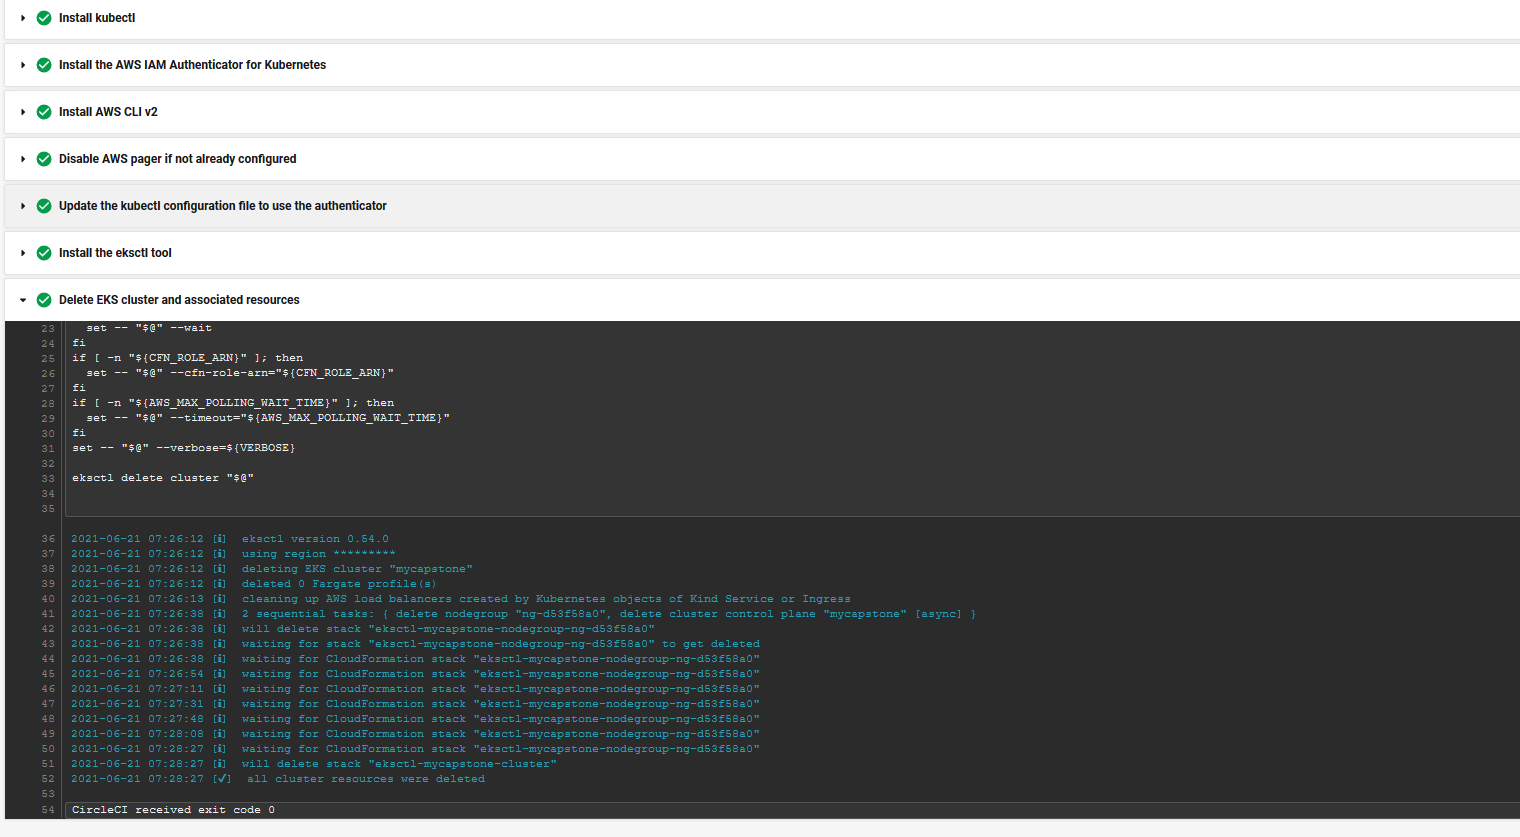 Install kubectl
Install the AWS IAM Authenticator for Kubernetes
Install AWS CLI v2
Disable AWS pager if not already configured
Update the kubectl configuration file to use the authenticator
Install the eksctl tool
Delete EKS cluster and associated resources
23 set -- "$@" --wait
24 fi
25 if [ -n "${CFN_ROLE_ARN}" ]; then
26 set -- "$@" --cfn-role-arn="${CFN_ROLE_ARN}"
27 fi
28 if [ -n "${AWS_MAX_POLLING_WAIT_TIME}" ]; then
29 set -- "$@" --timeout="${AWS_MAX_POLLING_WAIT_TIME}"
30 fi
31 set -- "$@" --verbose=${VERBOSE}
32
33 eksctl delete cluster "$@"
34
35
36 2021-06-21 07:26:12 [ℹ] eksctl version 0.54.0
37 2021-06-21 07:26:12 [ℹ] using region *********
38 2021-06-21 07:26:12 [ℹ] deleting EKS cluster "mycapstone"
39 2021-06-21 07:26:12 [ℹ] deleted 0 Fargate profile(s)
40 2021-06-21 07:26:13 [ℹ] cleaning up AWS load balancers created by Kubernetes objects of Kind Service or Ingress
41 2021-06-21 07:26:38 [ℹ] 2 sequential tasks: { delete nodegroup "ng-d53f58a0", delete cluster control plane "mycapstone" [async] }
42 2021-06-21 07:26:38 [ℹ] will delete stack "eksctl-mycapstone-nodegroup-ng-d53f58a0"
43 2021-06-21 07:26:38 [ℹ] waiting for stack "eksctl-mycapstone-nodegroup-ng-d53f58a0" to get deleted
44 2021-06-21 07:26:38 [ℹ] waiting for CloudFormation stack "eksctl-mycapstone-nodegroup-ng-d53f58a0"
45 2021-06-21 07:26:54 [ℹ] waiting for CloudFormation stack "eksctl-mycapstone-nodegroup-ng-d53f58a0"
46 2021-06-21 07:27:11 [ℹ] waiting for CloudFormation stack "eksctl-mycapstone-nodegroup-ng-d53f58a0"
47 2021-06-21 07:27:31 [ℹ] waiting for CloudFormation stack "eksctl-mycapstone-nodegroup-ng-d53f58a0"
48 2021-06-21 07:27:48 [ℹ] waiting for CloudFormation stack "eksctl-mycapstone-nodegroup-ng-d53f58a0"
49 2021-06-21 07:28:08 [ℹ] waiting for CloudFormation stack "eksctl-mycapstone-nodegroup-ng-d53f58a0"
50 2021-06-21 07:28:27 [ℹ] waiting for CloudFormation stack "eksctl-mycapstone-nodegroup-ng-d53f58a0"
51 2021-06-21 07:28:27 [ℹ] will delete stack "eksctl-mycapstone-cluster"
52 2021-06-21 07:28:27 [✔] all cluster resources were deleted
53
54 CircleCI received exit code 0